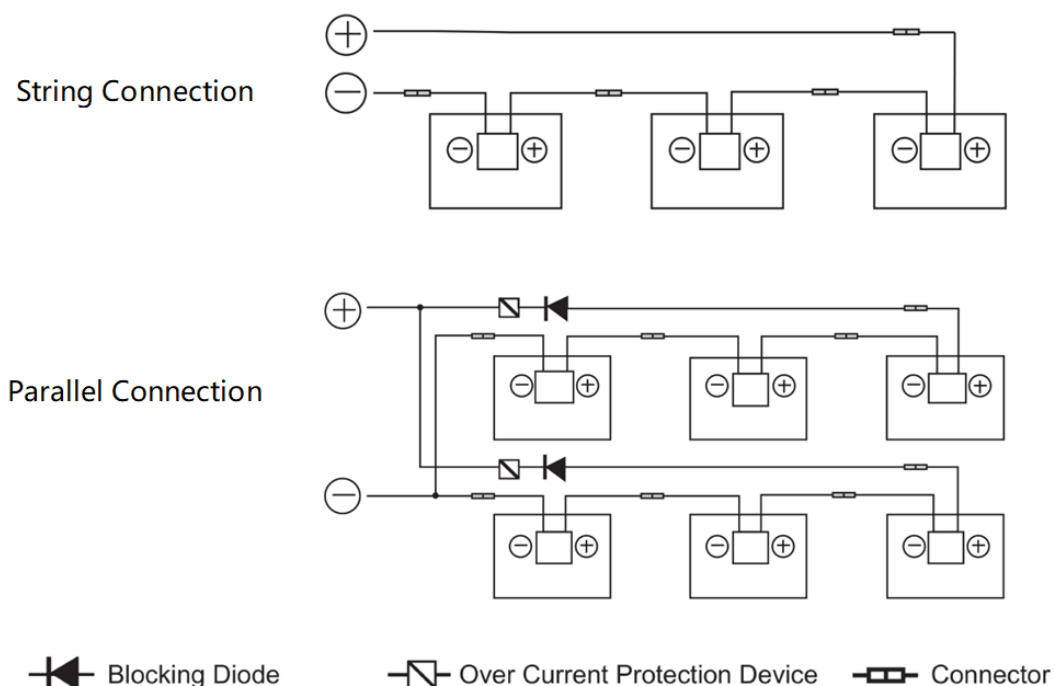 String Connection
Parallel Connection
Blocking Diode
Over Current Protection Device
Connector